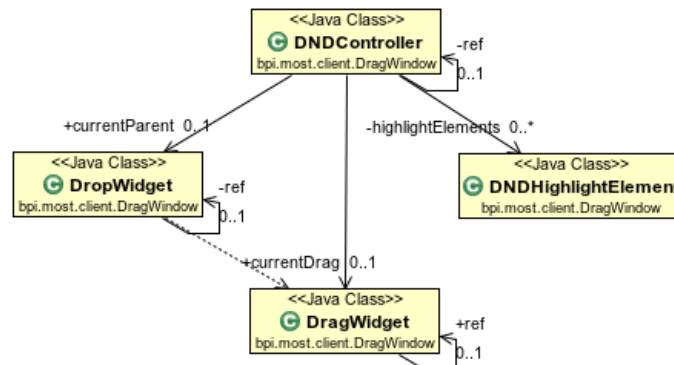 <<Java Class>>
DNDController
bpi.most.client.DragWindow
-ref
0..1
+currentParent 0..1
-highlightElements 0..*
<<Java Class>>
DropWidget
bpi.most.client.DragWindow
-ref
0..1
<<Java Class>>
DNDHighlightElement
bpi.most.client.DragWindow
+currentDrag 0..1
<<Java Class>>
DragWidget
bpi.most.client.DragWindow
+ref
0..1